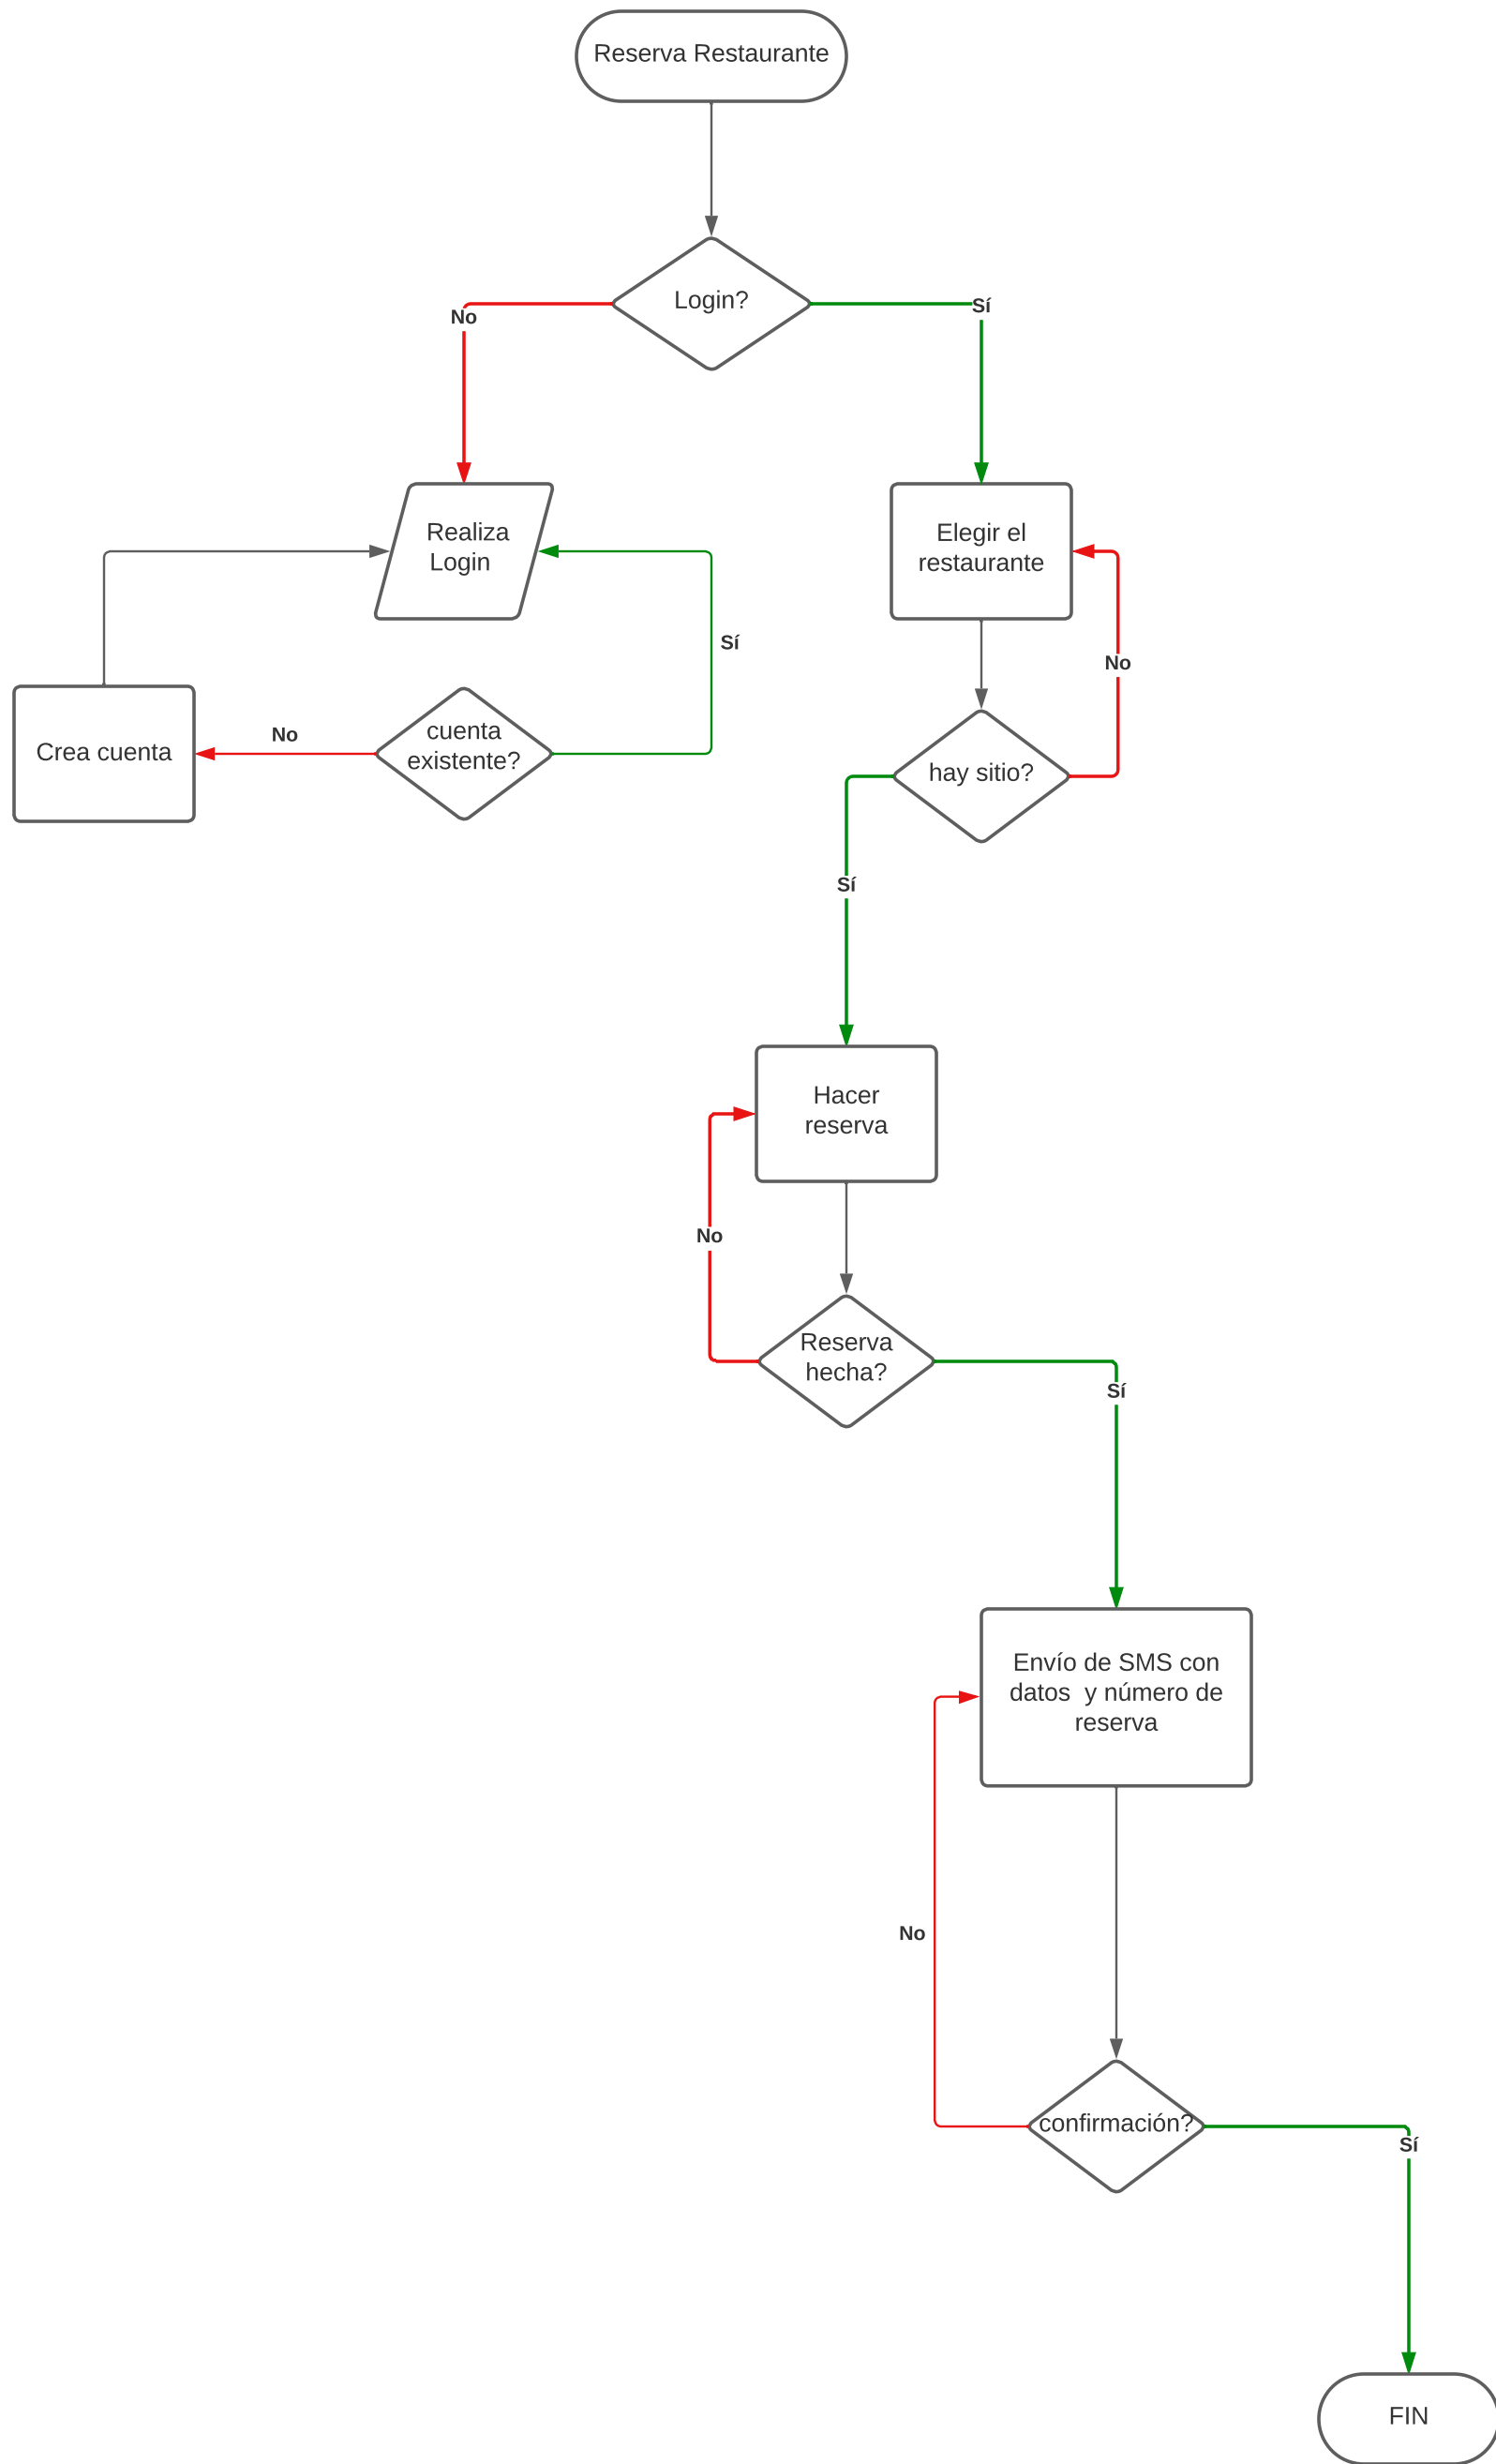 Reserva Restaurante
Login?
No
Sí
Realiza
Login
Elegir el
restaurante
Sí
No
Crea cuenta
No
cuenta
existente?
hay sitio?
Sí
Hacer
reserva
No
Reserva
hecha?
Sí
Envío de SMS con
datos  y número de
reserva
No
confirmación?
Sí
FIN